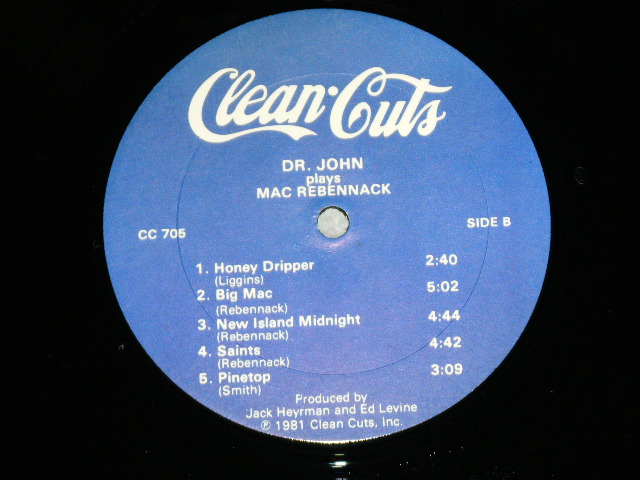 Clean Cuts
DR. JOHN
plays
MAC REBENNACK
CC 705
SIDE B
1. Honey Dripper 2:40
(Liggins)
2. Big Mac 5:02
(Rebennack)
3. New Island Midnight 4:44
(Rebennack)
4. Saints 4:42
(Rebennack)
5. Pinetop 3:09
(Smith)
Produced by
Jack Heyrman and Ed Levine
℗ 1981 Clean Cuts, Inc.